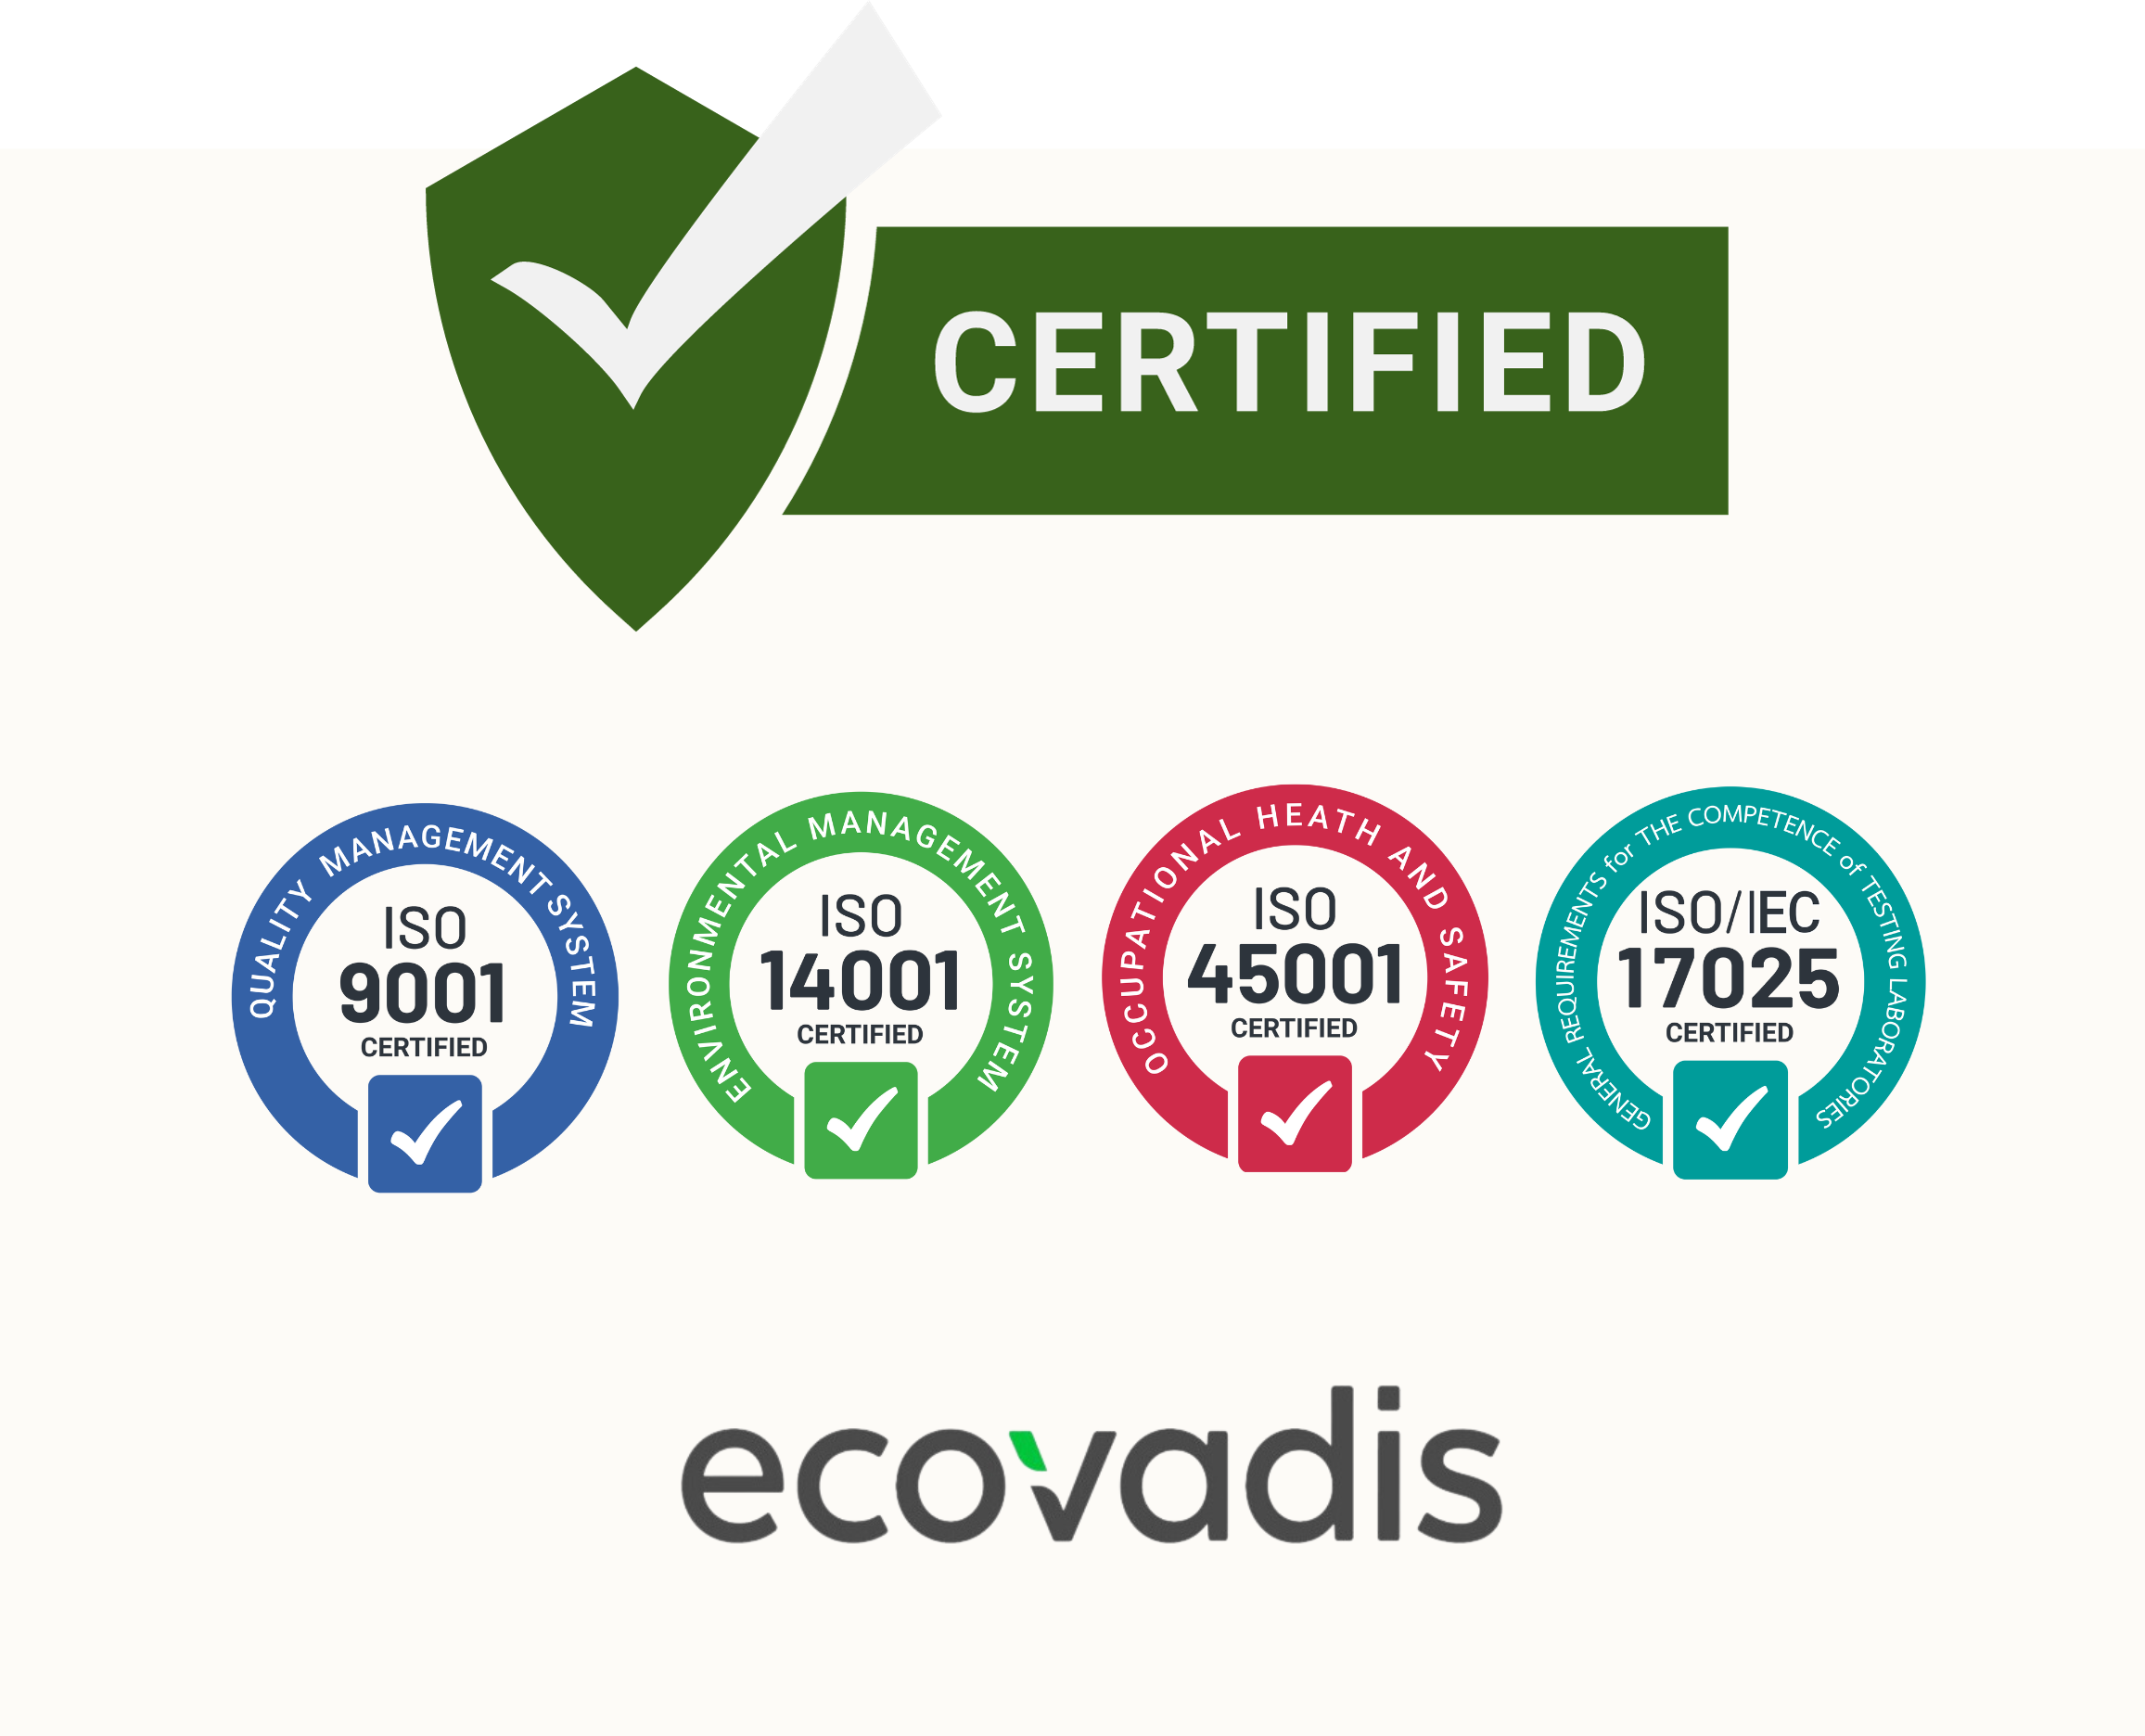 CERTIFIED
QUALITY MANAGEMENT SYSTEM
ISO
9001
CERTIFIED
ENVIRONMENTAL MANAGEMENT SYSTEM
ISO
14001
CERTIFIED
OCCUPATIONAL HEATH AND SAFETY
ISO
45001
CERTIFIED
GENERAL REQUIREMENTS for THE COMPETENCE of TESTING LABORATORIES
ISO/IEC
17025
CERTIFIED
ecovadis